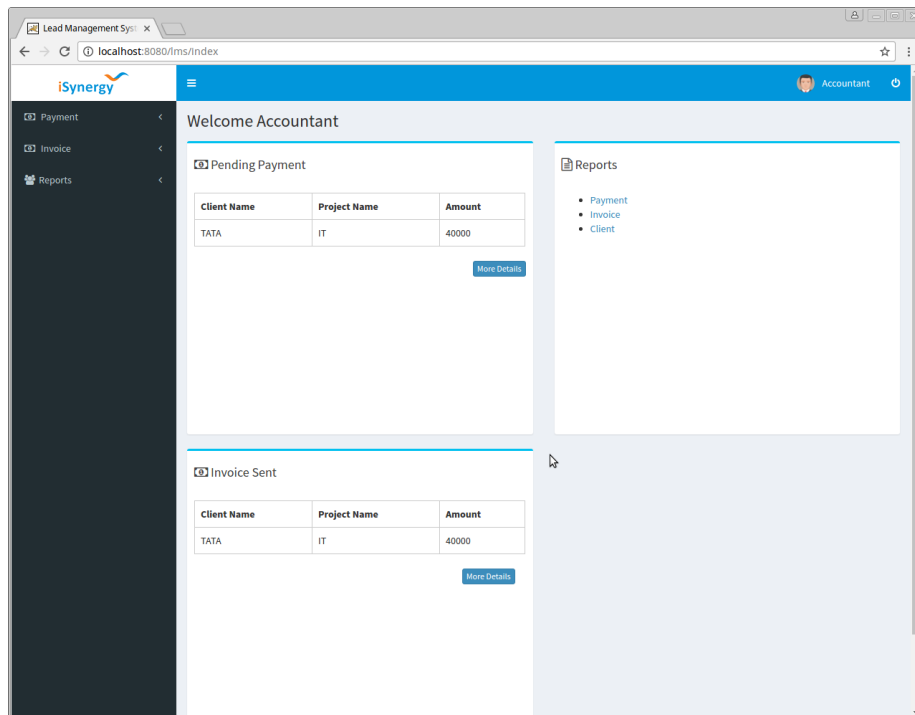 Lead Management Syst
localhost:8080/lms/index
iSynergy
Accountant
Payment
Invoice
Reports
Welcome Accountant
Pending Payment
Client Name Project Name Amount
TATA IT 40000
More Details
Reports
Payment
Invoice
Client
Invoice Sent
Client Name Project Name Amount
TATA IT 40000
More Details